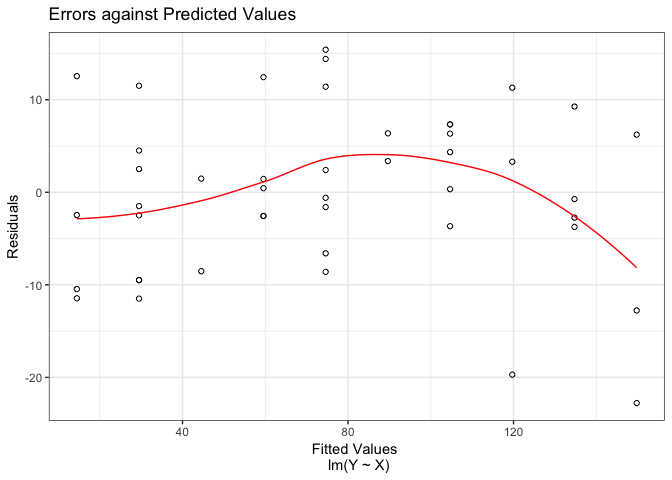 Errors against Predicted Values
Residuals
10
0
-10
-20
40
80
120
Fitted Values
lm(Y ~ X)